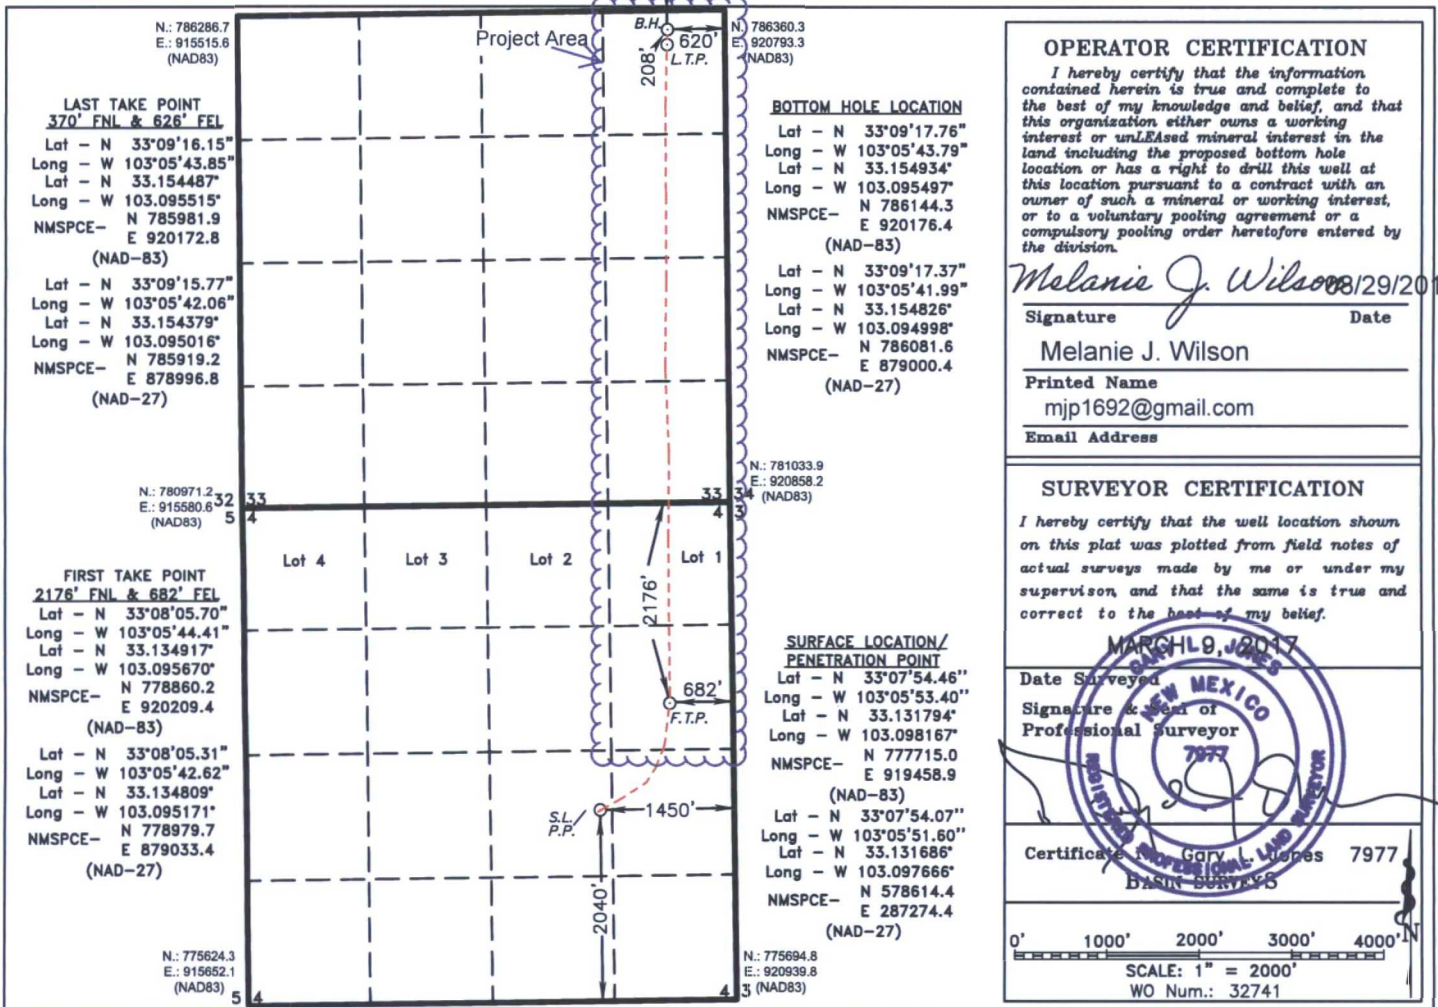 N.: 786286.7
E.: 915515.6
(NAD83)
LAST TAKE POINT
370' FNL & 626' FEL
Lat - N 33°09'16.15"
Long - W 103°05'43.85"
Lat - N 33.154487°
Long - W 103.095515°
NMSPCE- N 785981.9
E 920172.8
(NAD-83)
Lat - N 33°09'15.77"
Long - W 103°05'42.06"
Lat - N 33.154379°
Long - W 103.095016°
NMSPCE- N 785919.2
E 878996.8
(NAD-27)
N.: 780971.2
E.: 915580.6
(NAD83)
FIRST TAKE POINT
2176' FNL & 682' FEL
Lat - N 33°08'05.70"
Long - W 103°05'44.41"
Lat - N 33.134917°
Long - W 103.095670°
NMSPCE- N 778860.2
E 920209.4
(NAD-83)
Lat - N 33°08'05.31"
Long - W 103°05'42.62"
Lat - N 33.134809°
Long - W 103.095171°
NMSPCE- N 778979.7
E 879033.4
(NAD-27)
N.: 775624.3
E.: 915652.1
(NAD83)
Project Area
B.H.
620'
L.T.P.
208'
32 33
5 4
33 34
4 3
Lot 4
Lot 3
Lot 2
Lot 1
2176'
682'
F.T.P.
S.L./
P.P.
1450'
2040'
5 4
4 3
N.: 786360.3
E: 920793.3
(NAD83)
BOTTOM HOLE LOCATION
Lat - N 33°09'17.76"
Long - W 103°05'43.79"
Lat - N 33.154934°
Long - W 103.095497°
NMSPCE- N 786144.3
E 920176.4
(NAD-83)
Lat - N 33°09'17.37"
Long - W 103°05'41.99"
Lat - N 33.154826°
Long - W 103.094998°
NMSPCE- N 786081.6
E 879000.4
(NAD-27)
N.: 781033.9
E.: 920858.2
(NAD83)
SURFACE LOCATION/
PENETRATION POINT
Lat - N 33°07'54.46"
Long - W 103°05'53.40"
Lat - N 33.131794°
Long - W 103.098167°
NMSPCE- N 777715.0
E 919458.9
(NAD-83)
Lat - N 33°07'54.07"
Long - W 103°05'51.60"
Lat - N 33.131686°
Long - W 103.097666°
NMSPCE- N 578614.4
E 287274.4
(NAD-27)
N.: 775694.8
E.: 920939.8
(NAD83)
OPERATOR CERTIFICATION
I hereby certify that the information
contained herein is true and complete to
the best of my knowledge and belief, and that
this organization either owns a working
interest or unLEAsed mineral interest in the
land including the proposed bottom hole
location or has a right to drill this well at
this location pursuant to a contract with an
owner of such a mineral or working interest,
or to a voluntary pooling agreement or a
compulsory pooling order heretofore entered by
the division.
Melanie J. Wilson 08/29/201
Signature Date
Melanie J. Wilson
Printed Name
mjp1692@gmail.com
Email Address
SURVEYOR CERTIFICATION
I hereby certify that the well location shown
on this plat was plotted from field notes of
actual surveys made by me or under my
supervison, and that the same is true and
correct to the best of my belief.
MARCH 9, 2017
Date Surveyed
Signature & Seal of
Professional Surveyor
GARY L. JONES
NEW MEXICO
7977
REGISTERED PROFESSIONAL LAND SURVEYOR
Certificate Gary L. Jones 7977
BASIN SURVEYS
N
0' 1000' 2000' 3000' 4000'
SCALE: 1" = 2000'
WO Num.: 32741